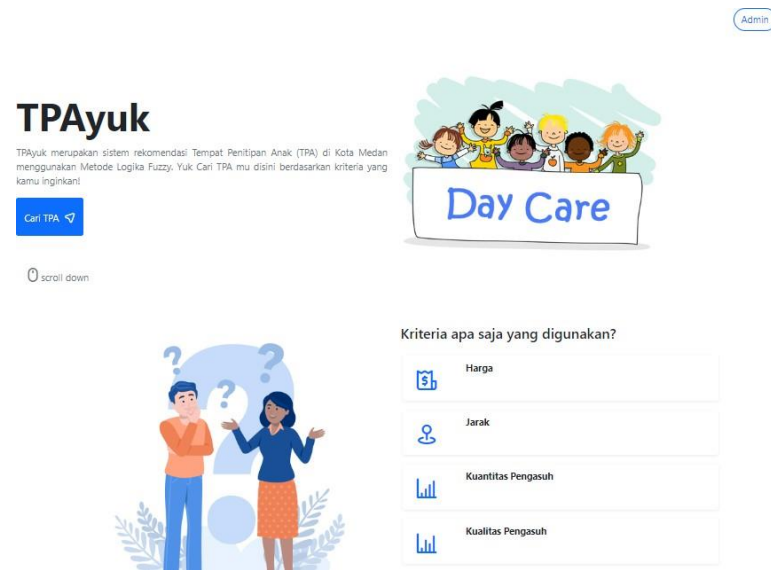 Admin
TPAyuk
TPAyuk merupakan sistem rekomendasi Tempat Penitipan Anak (TPA) di Kota Medan
menggunakan Metode Logika Fuzzy. Yuk Cari TPA mu disini berdasarkan kriteria yang
kamu inginkan!
Cari TPA
scroll down
Day Care
Kriteria apa saja yang digunakan?
Harga
Jarak
Kuantitas Pengasuh
Kualitas Pengasuh